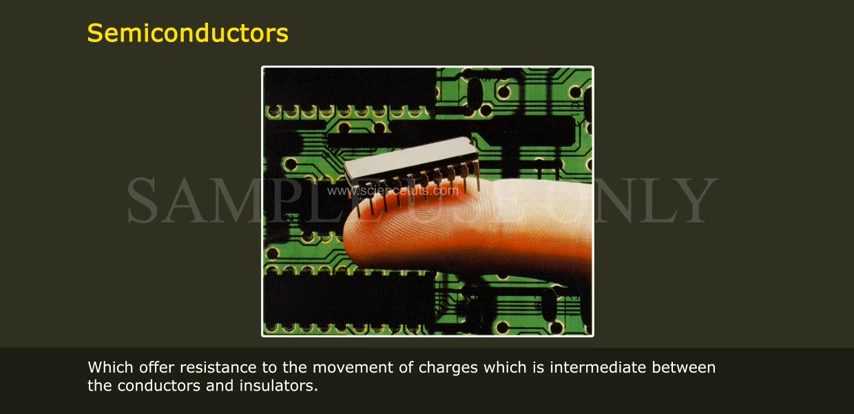 Semiconductors
www.sciencetuts.com
SAMPLE USE ONLY
Which offer resistance to the movement of charges which is intermediate between
the conductors and insulators.